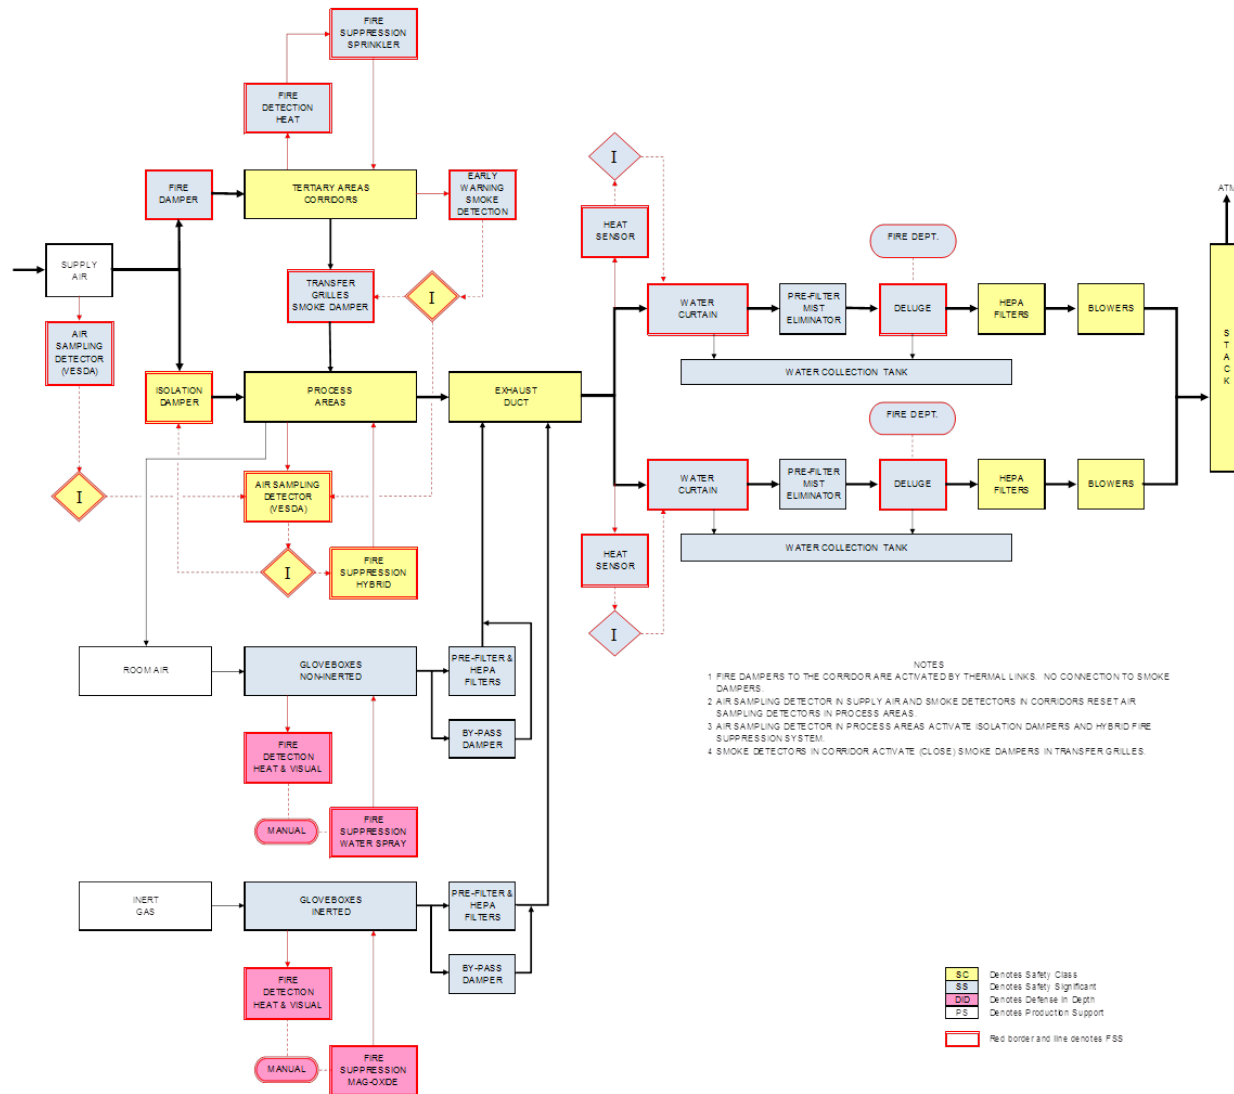 FIRE
SUPPRESSION
SPRINKLER
FIRE
DETECTION
HEAT
FIRE
DAMPER
TERTIARY AREAS
CORRIDORS
EARLY
WARNING
SMOKE
DETECTION
I
HEAT
SENSOR
FIRE DEPT.
ATM
SUPPLY
AIR
TRANSFER
GRILLES
SMOKE DAMPER
I
WATER
CURTAIN
PRE-FILTER
MIST
ELIMINATOR
DELUGE
HEPA
FILTERS
BLOWERS
S
T
A
C
K
AIR
SAMPLING
DETECTOR
(VESDA)
WATER COLLECTION TANK
ISOLATION
DAMPER
PROCESS
AREAS
EXHAUST
DUCT
FIRE DEPT.
I
AIR SAMPLING
DETECTOR
(VESDA)
WATER
CURTAIN
PRE-FILTER
MIST
ELIMINATOR
DELUGE
HEPA
FILTERS
BLOWERS
I
FIRE
SUPPRESSION
HYBRID
HEAT
SENSOR
WATER COLLECTION TANK
I
ROOM AIR
GLOVEBOXES
NON-INERTED
PRE-FILTER &
HEPA
FILTERS
BY-PASS
DAMPER
FIRE
DETECTION
HEAT & VISUAL
MANUAL
FIRE
SUPPRESSION
WATER SPRAY
NOTES
1 FIRE DAMPERS TO THE CORRIDOR ARE ACTIVATED BY THERMAL LINKS. NO CONNECTION TO SMOKE
DAMPERS.
2 AIR SAMPLING DETECTOR IN SUPPLY AIR AND SMOKE DETECTORS IN CORRIDORS RESET AIR
SAMPLING DETECTORS IN PROCESS AREAS.
3 AIR SAMPLING DETECTOR IN PROCESS AREAS ACTIVATE ISOLATION DAMPERS AND HYBRID FIRE
SUPPRESSION SYSTEM.
4 SMOKE DETECTORS IN CORRIDOR ACTIVATE (CLOSE) SMOKE DAMPERS IN TRANSFER GRILLES.
INERT
GAS
GLOVEBOXES
INERTED
PRE-FILTER &
HEPA
FILTERS
BY-PASS
DAMPER
FIRE
DETECTION
HEAT & VISUAL
MANUAL
FIRE
SUPPRESSION
MAG-OXIDE
SC Denotes Safety Class
SS Denotes Safety Significant
DID Denotes Defense In Depth
PS Denotes Production Support
Red border and line denotes FSS